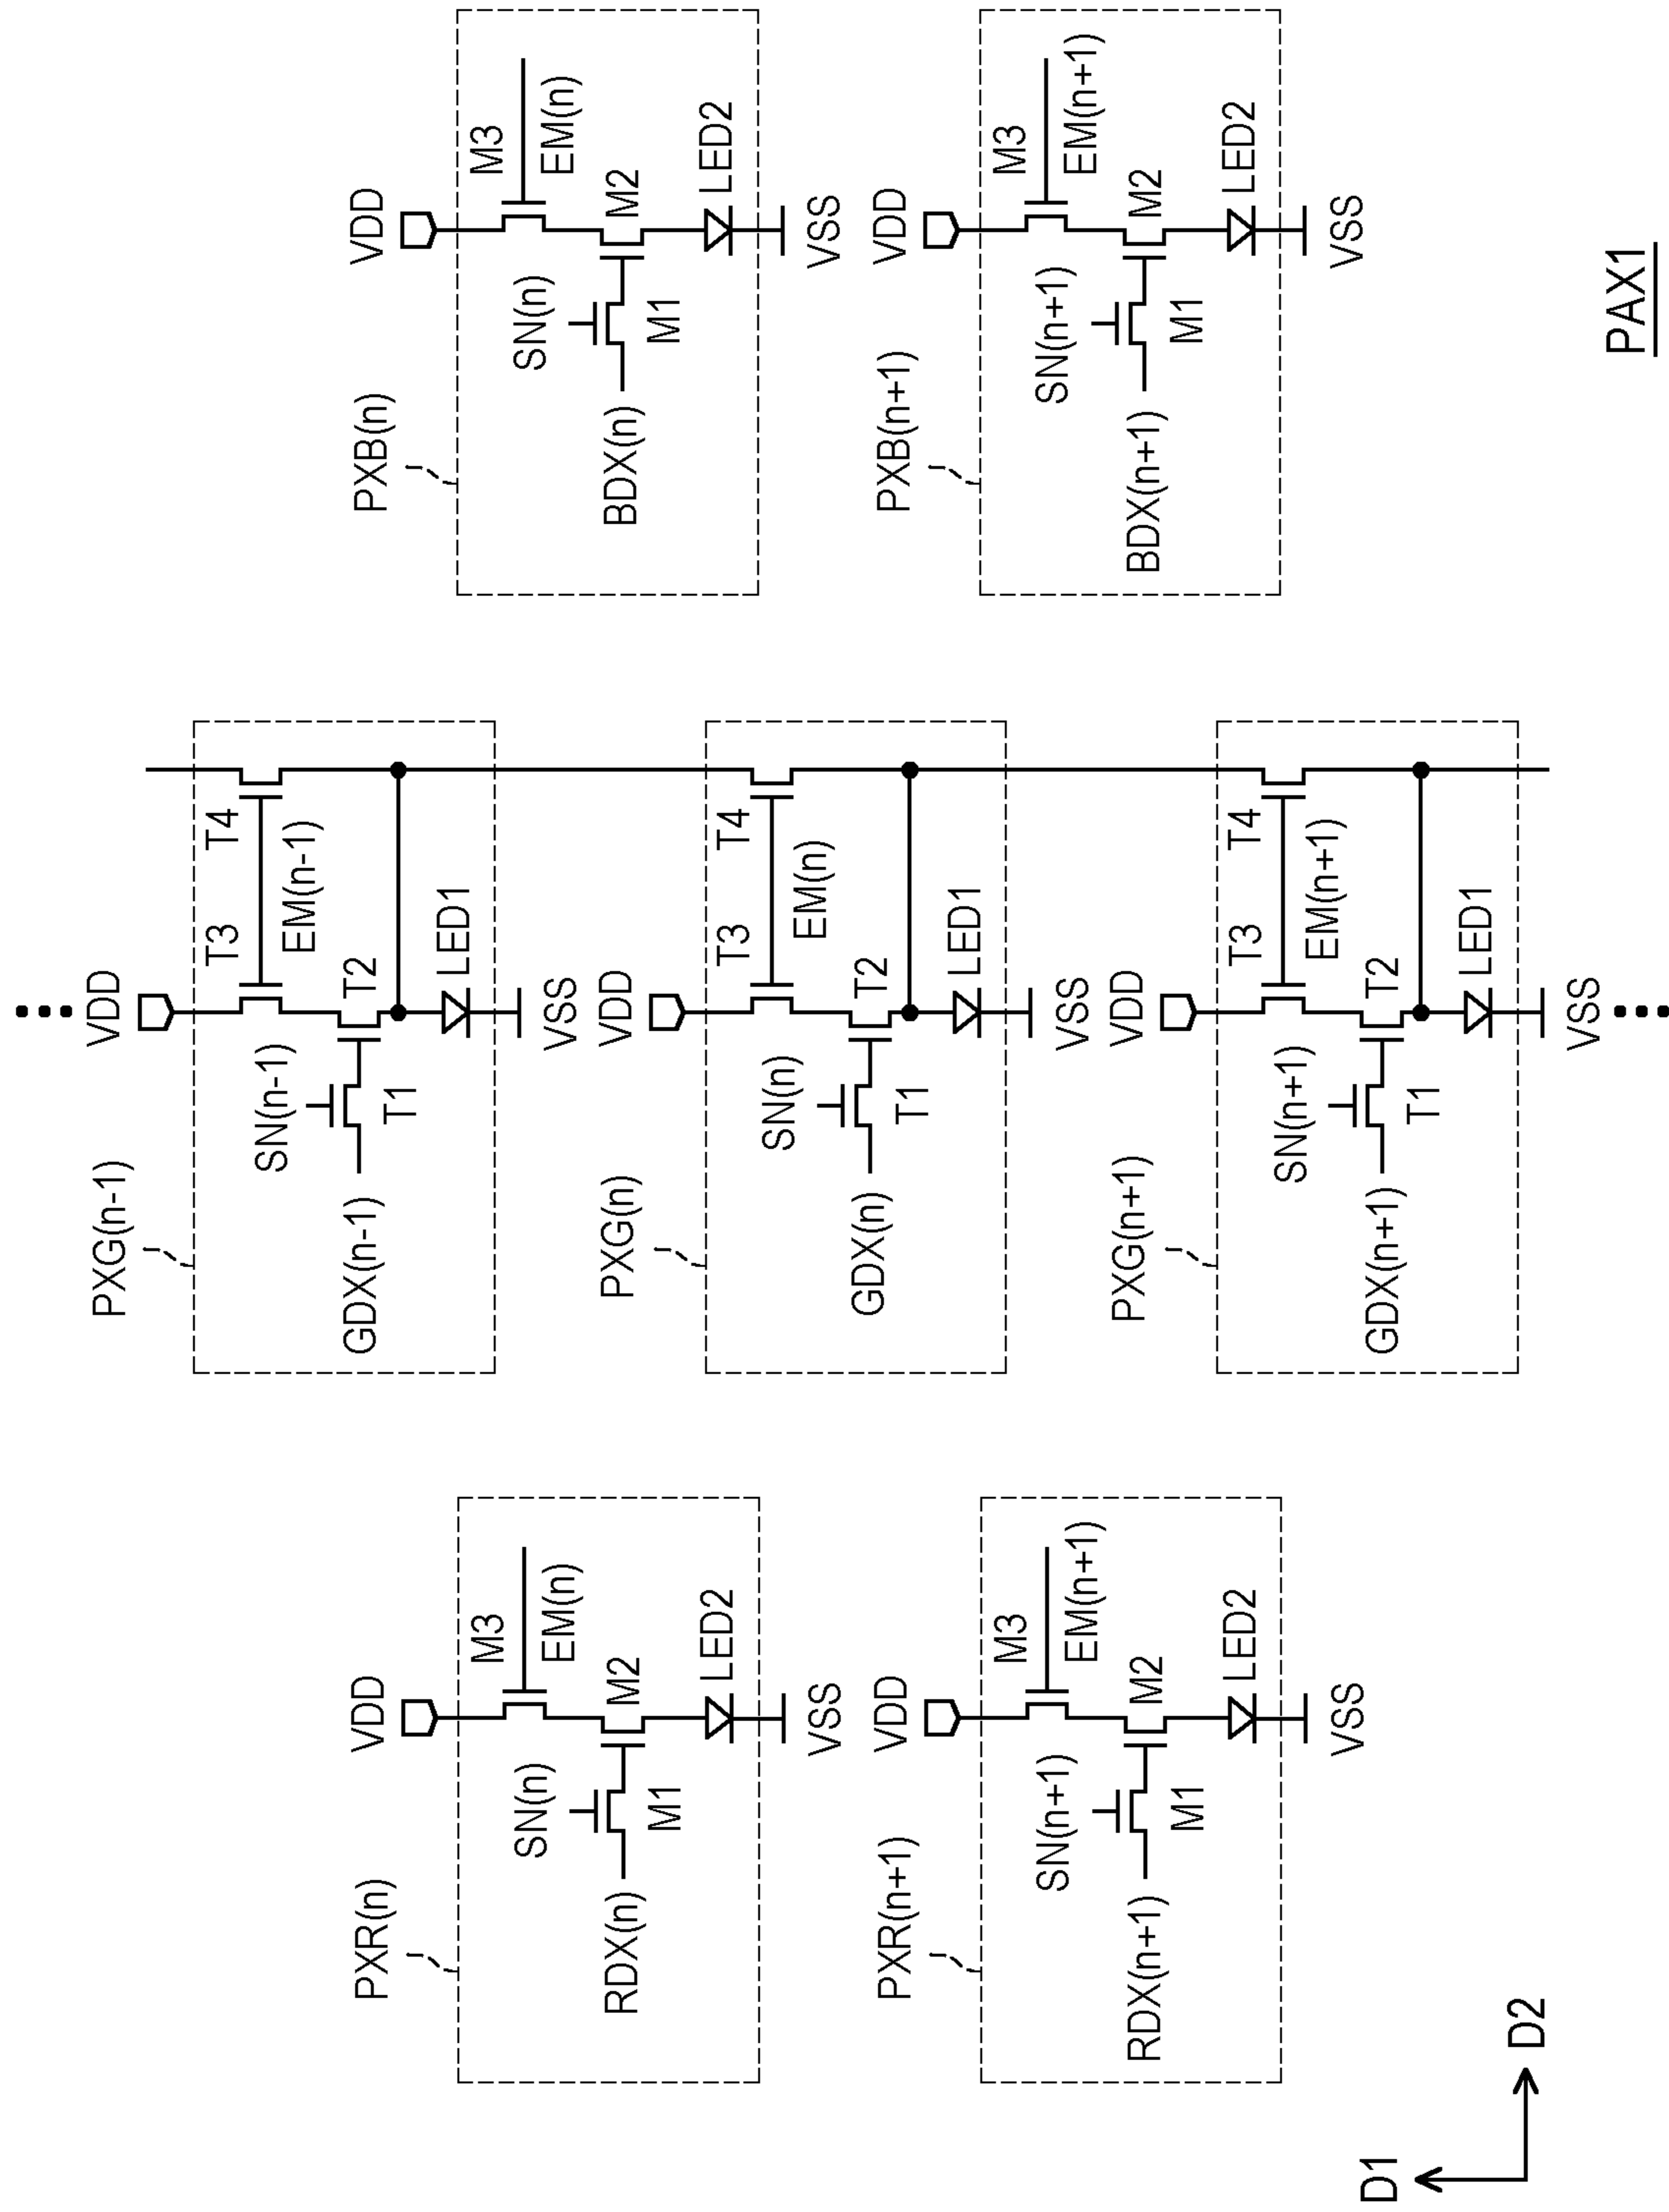 PXR(n)
VDD
M3
EM(n)
SN(n)
M2
RDX(n)
M1
LED2
VSS
PXR(n+1)
VDD
M3
EM(n+1)
SN(n+1)
M2
RDX(n+1)
M1
LED2
VSS
PXG(n-1)
VDD
T3
T4
EM(n-1)
SN(n-1)
T2
GDX(n-1)
T1
LED1
VSS
PXG(n)
VDD
T3
T4
EM(n)
SN(n)
T2
GDX(n)
T1
LED1
VSS
PXG(n+1)
VDD
T3
T4
EM(n+1)
SN(n+1)
T2
GDX(n+1)
T1
LED1
VSS
PXB(n)
VDD
M3
EM(n)
SN(n)
M2
BDX(n)
M1
LED2
VSS
PXB(n+1)
VDD
M3
EM(n+1)
SN(n+1)
M2
BDX(n+1)
M1
LED2
VSS
D1
D2
PAX1